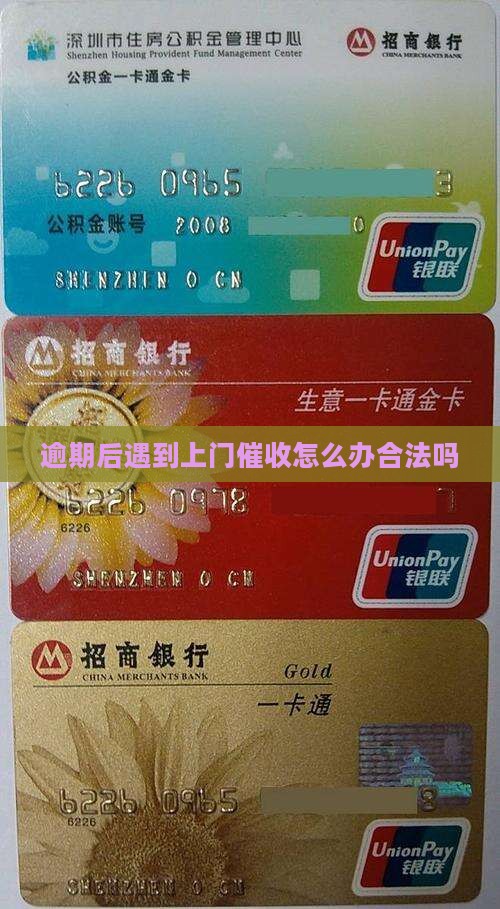 深圳市住房公积金管理中心
Shenzhen Housing Provident Fund Management Center
招商銀行
CHINA MERCHANTS BANK
公积金一卡通金卡
6226 0965 3
公积金账号 2008 0
UnionPay
银联
SHENZHEN O CN
招商銀行
CHINA MERCHANTS BANK
生意一卡通金卡
逾期后遇到上门催收怎么办合法吗
6226 0978 7
6226
UnionPay
银联
SHENZHEN O CN
招商銀行
CHINA MERCHANTS BANK
Gold
一卡通
6226 0965 8
6226
UnionPay
银联
SHENZHEN O CN